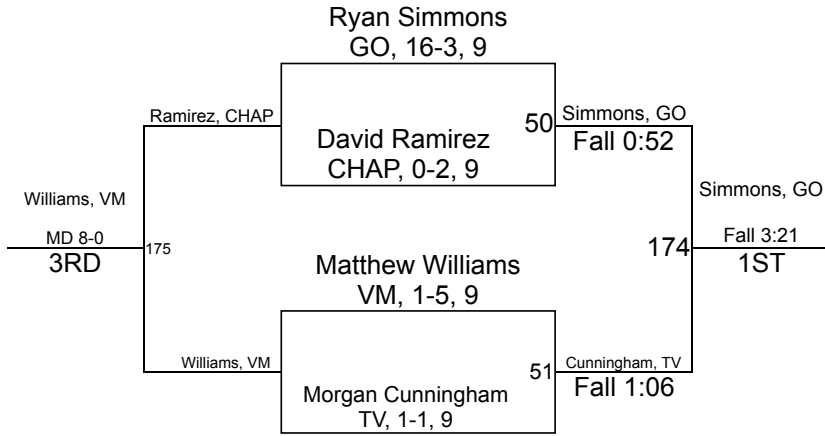 Ryan Simmons
GO, 16-3, 9
Ramirez, CHAP
David Ramirez
CHAP, 0-2, 9
50
Simmons, GO
Fall 0:52
Williams, VM
MD 8-0
3RD
175
Simmons, GO
174
Fall 3:21
1ST
Matthew Williams
VM, 1-5, 9
Williams, VM
Morgan Cunningham
TV, 1-1, 9
51
Cunningham, TV
Fall 1:06